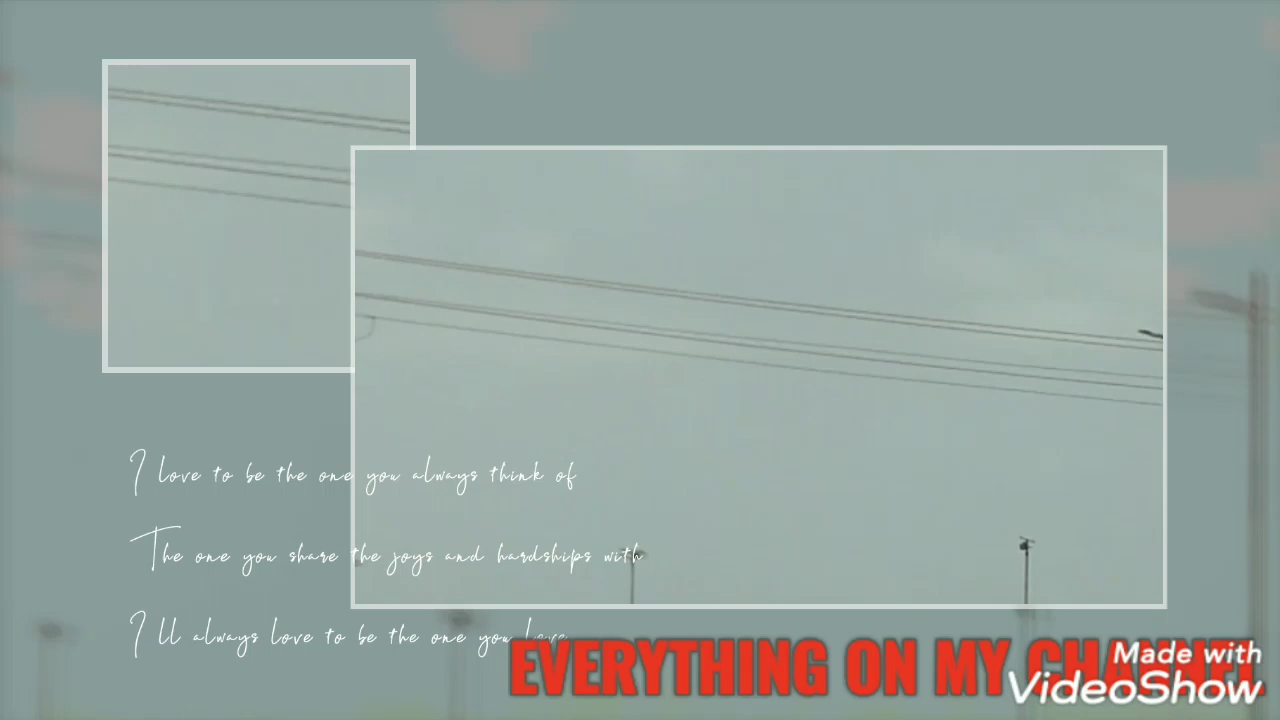 I love to be the one you always think of
The one you share the joys and hardships with
I'll always love to be the one you love
EVERYTHING ON MY CHANNEL
Made with
VideoShow